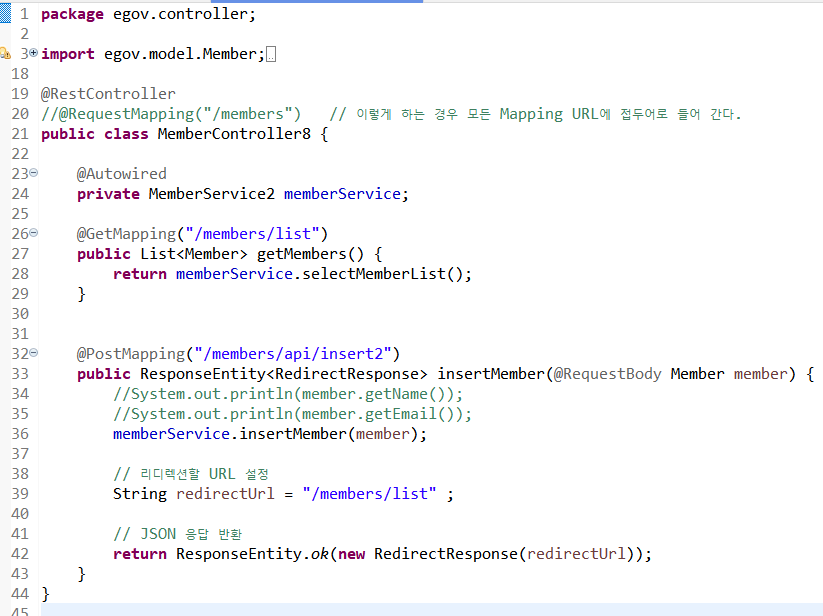 1 package egov.controller;
2
3 import egov.model.Member;
18
19 @RestController
20 //@RequestMapping("/members")   // 이렇게 하는 경우 모든 Mapping URL에 접두어로 들어 간다.
21 public class MemberController8 {
22
23     @Autowired
24     private MemberService2 memberService;
25
26     @GetMapping("/members/list")
27     public List<Member> getMembers() {
28         return memberService.selectMemberList();
29     }
30
31
32     @PostMapping("/members/api/insert2")
33     public ResponseEntity<RedirectResponse> insertMember(@RequestBody Member member) {
34         //System.out.println(member.getName());
35         //System.out.println(member.getEmail());
36         memberService.insertMember(member);
37
38         // 리디렉션할 URL 설정
39         String redirectUrl = "/members/list" ;
40
41         // JSON 응답 반환
42         return ResponseEntity.ok(new RedirectResponse(redirectUrl));
43     }
44 }
45